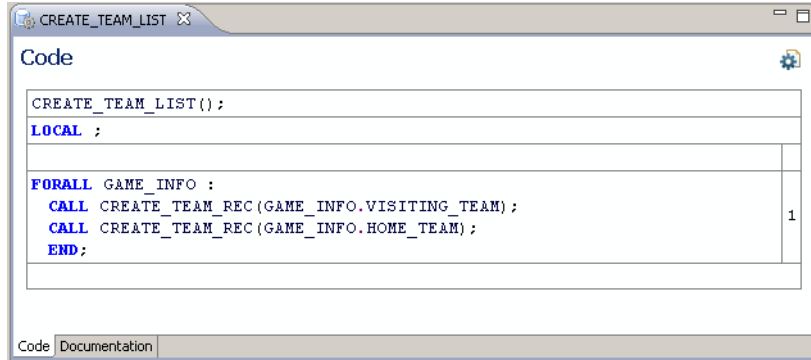 CREATE_TEAM_LIST
Code
CREATE_TEAM_LIST();
LOCAL ;
FORALL GAME_INFO :
CALL CREATE_TEAM_REC(GAME_INFO.VISITING_TEAM);
CALL CREATE_TEAM_REC(GAME_INFO.HOME_TEAM);
1
END;
Code Documentation